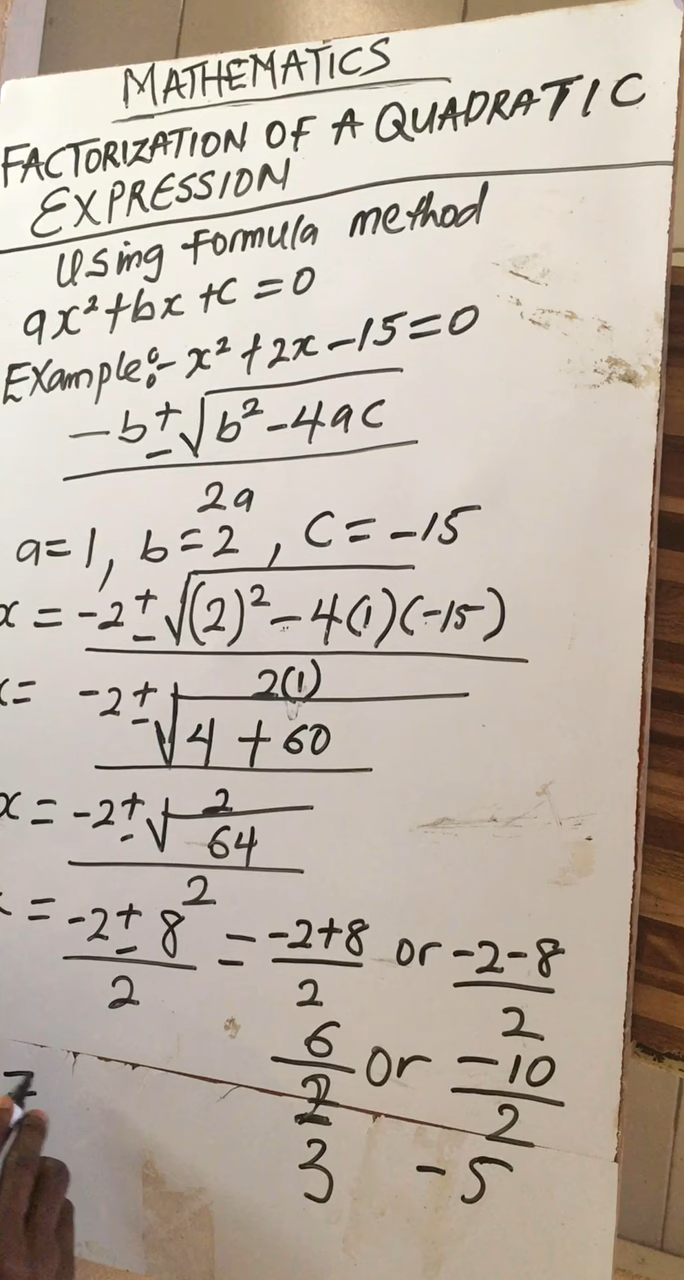 MATHEMATICS
FACTORIZATION OF A QUADRATIC
EXPRESSION
Using formula method
ax²+bx+c=0
Example:- x²+2x-15=0
-b±√b²-4ac
2a
a=1, b=2, C=-15
x = -2±√(2)²-4(1)(-15)
2(1)
x= -2±√4+60
2
x= -2±√64
2
x = -2±8 = -2+8 or -2-8
2 2 2
6 or -10
2 2
3 -5
=